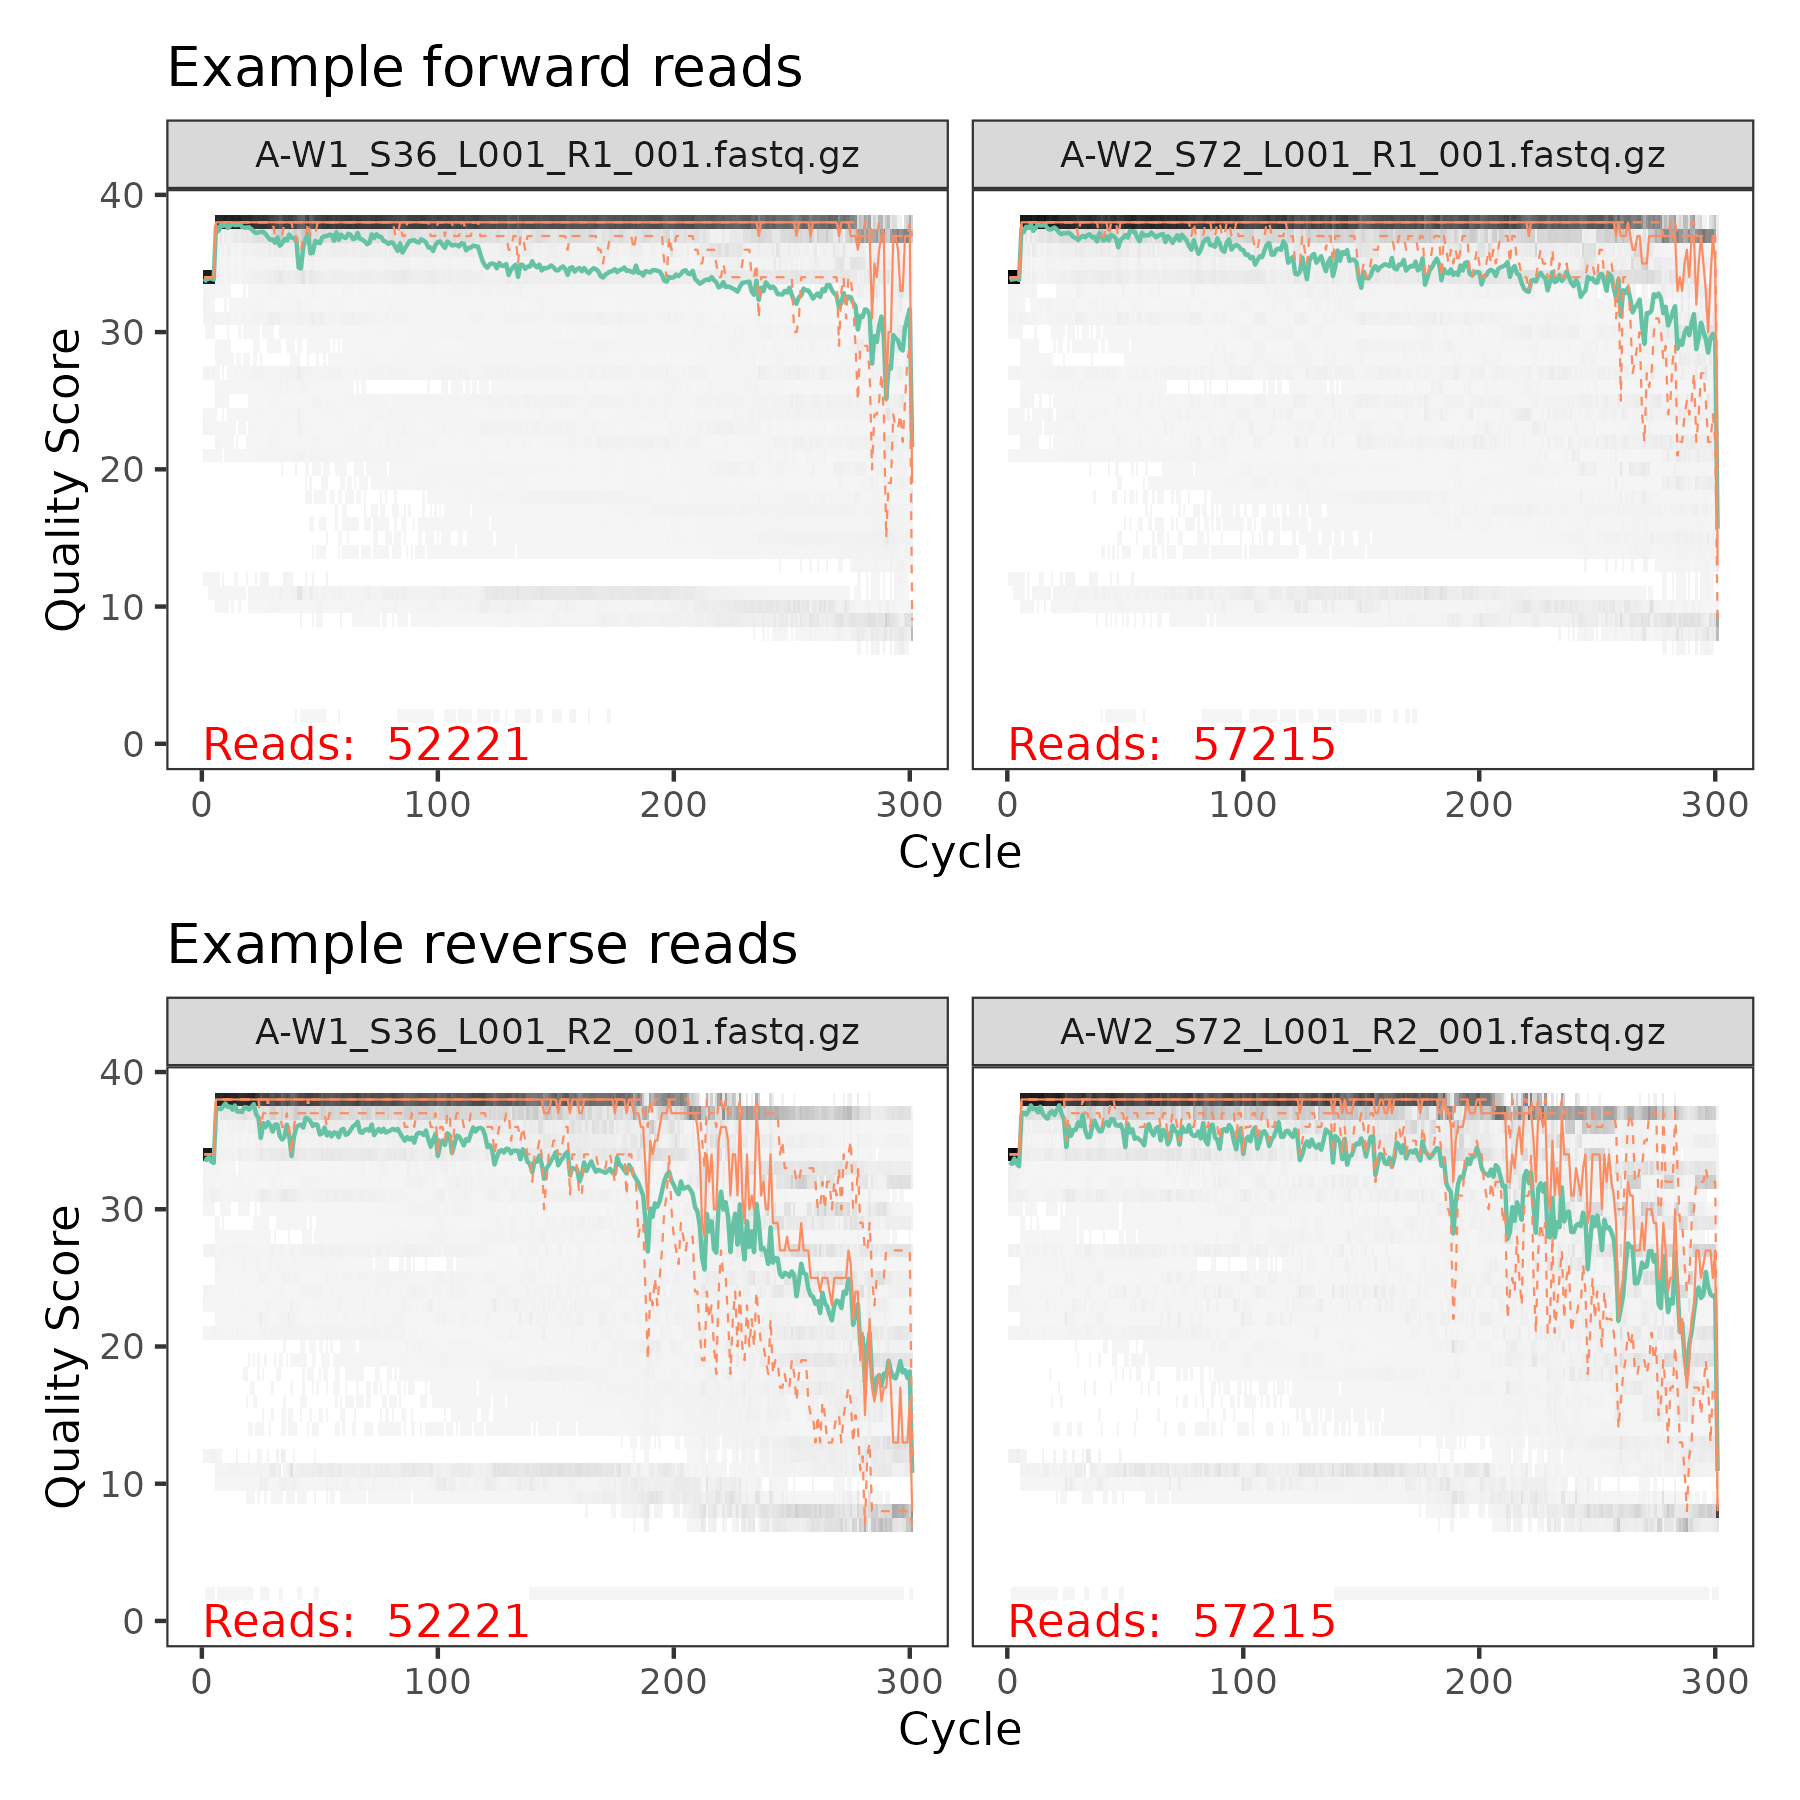 Example forward reads
A-W1_S36_L001_R1_001.fastq.gz A-W2_S72_L001_R1_001.fastq.gz
40
30
20
10
0
Quality Score
Reads: 52221 Reads: 57215
0 100 200 300 0 100 200 300
Cycle
Example reverse reads
A-W1_S36_L001_R2_001.fastq.gz A-W2_S72_L001_R2_001.fastq.gz
40
30
20
10
0
Quality Score
Reads: 52221 Reads: 57215
0 100 200 300 0 100 200 300
Cycle